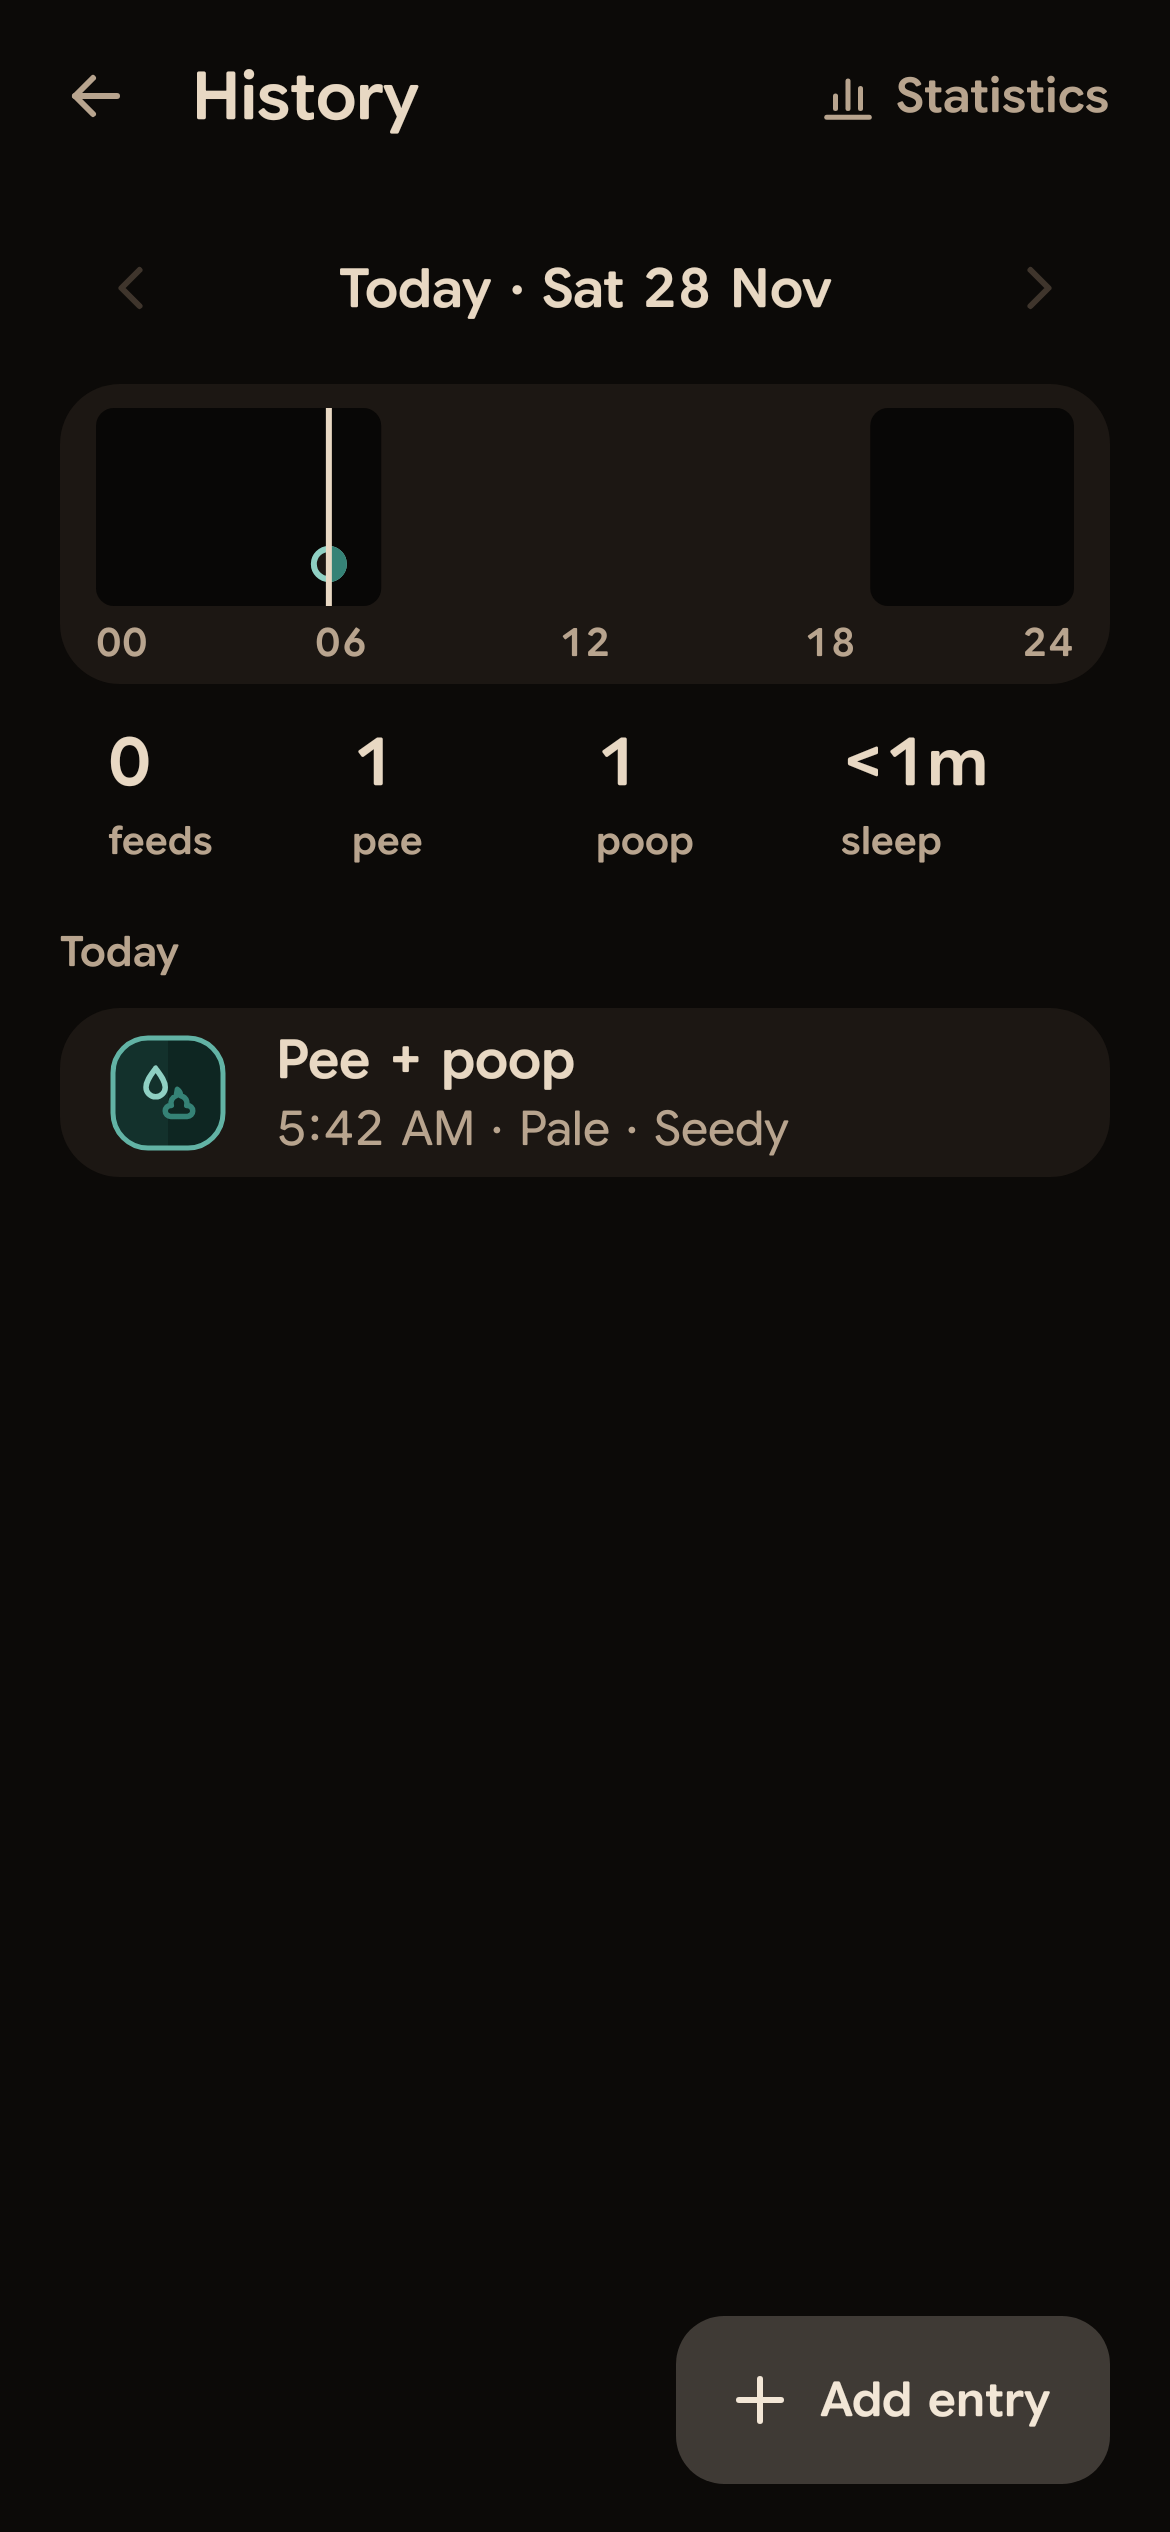 History
Statistics
Today · Sat 28 Nov
00 06 12 18 24
0 1 1 <1m
feeds pee poop sleep
Today
Pee + poop
5:42 AM · Pale · Seedy
Add entry